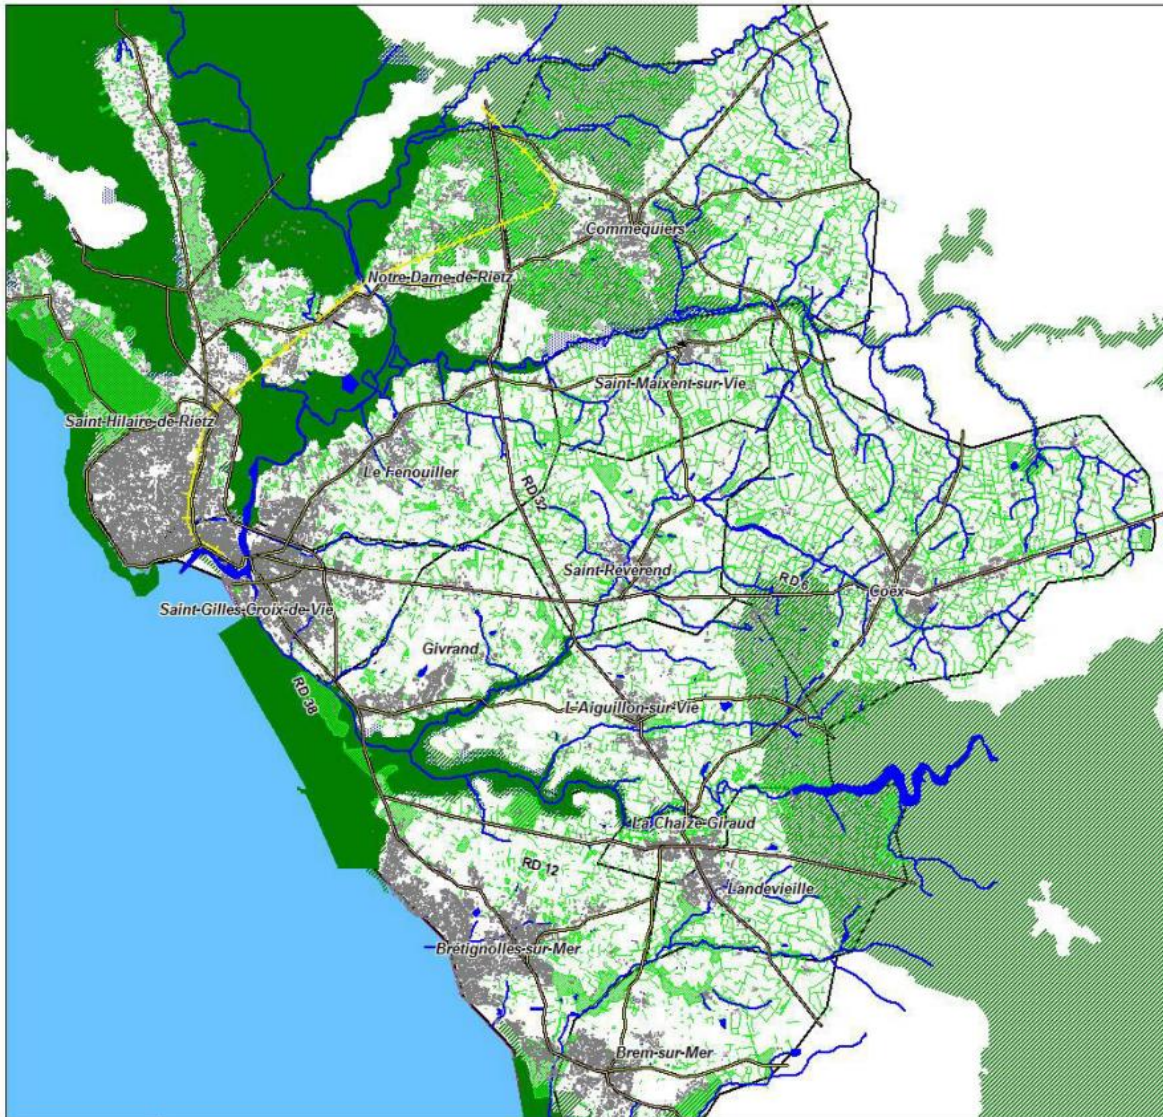 Commequiers
Notre-Dame-de-Rietz
Saint-Maixent-sur-Vie
Saint-Hilaire-de-Rietz
Le Fenouiller
RD 32
Saint-Révérend
RD 6
Coëx
Saint-Gilles-Croix-de-Vie
Givrand
RD 38
L'Aiguillon-sur-Vie
La Chaize-Giraud
RD 12
Landevieille
Bretignolles-sur-Mer
Brem-sur-Mer